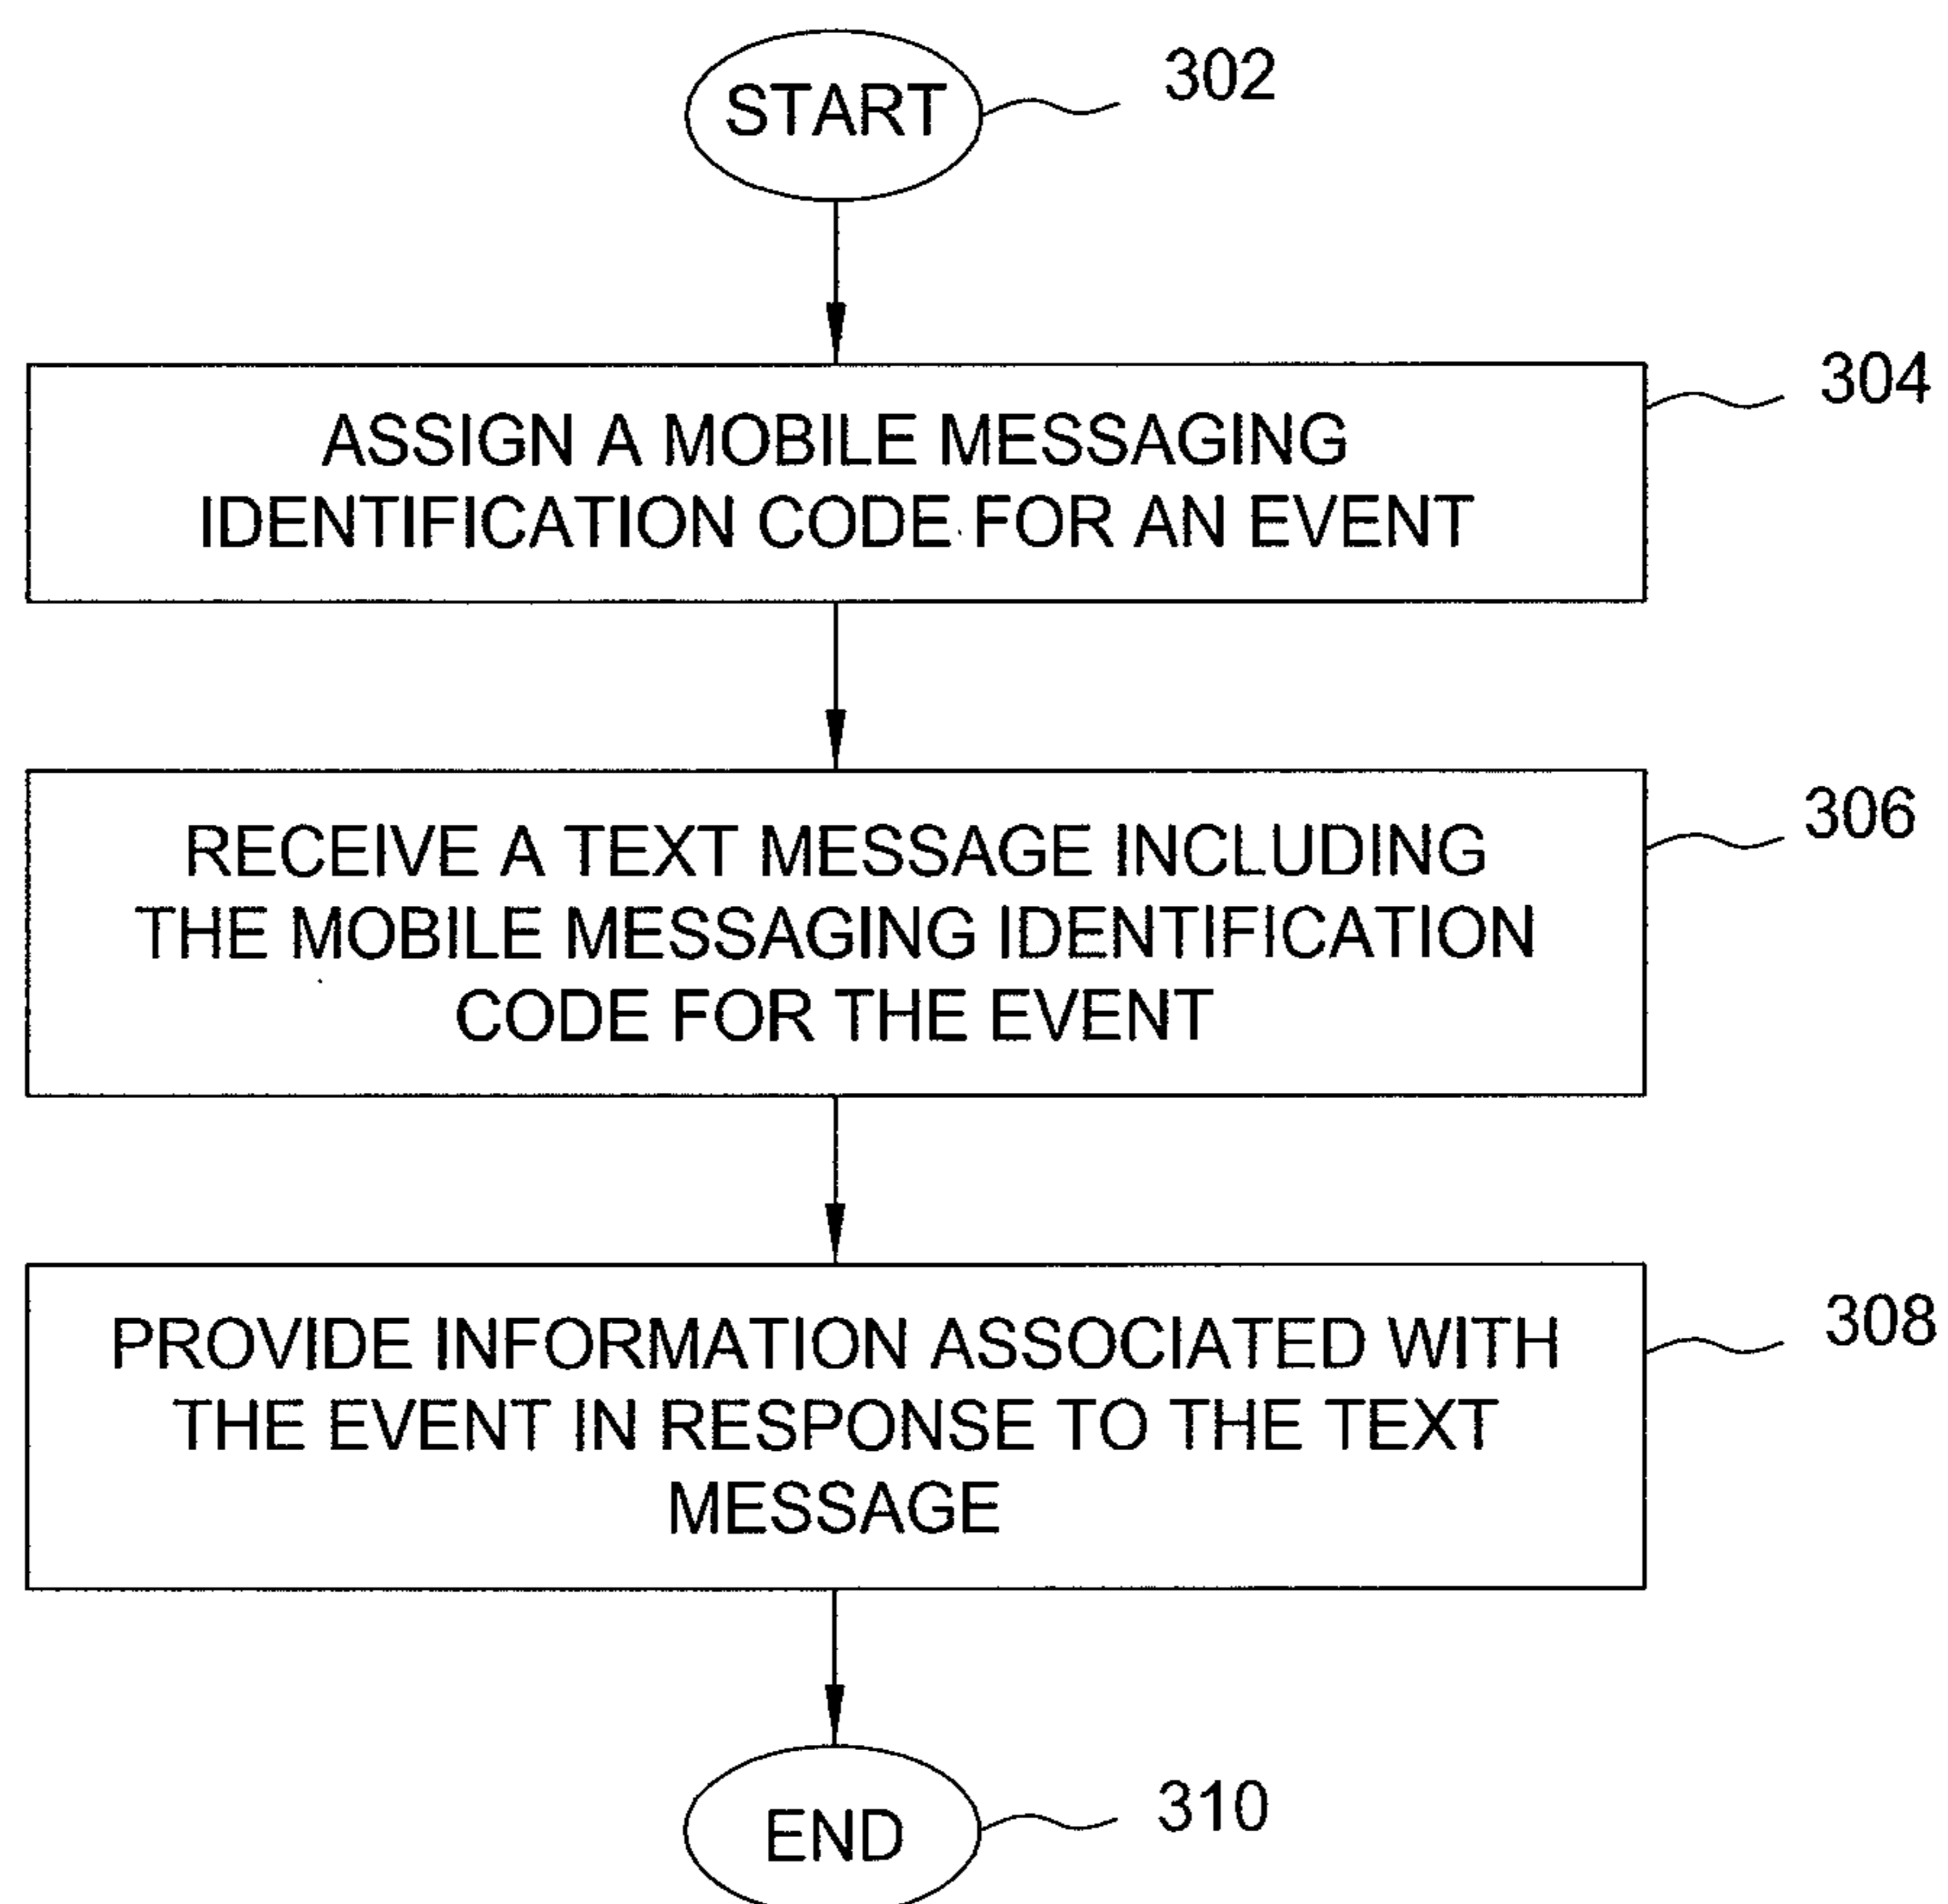 START
302
304
ASSIGN A MOBILE MESSAGING
IDENTIFICATION CODE FOR AN EVENT
306
RECEIVE A TEXT MESSAGE INCLUDING
THE MOBILE MESSAGING IDENTIFICATION
CODE FOR THE EVENT
308
PROVIDE INFORMATION ASSOCIATED WITH
THE EVENT IN RESPONSE TO THE TEXT
MESSAGE
END
310